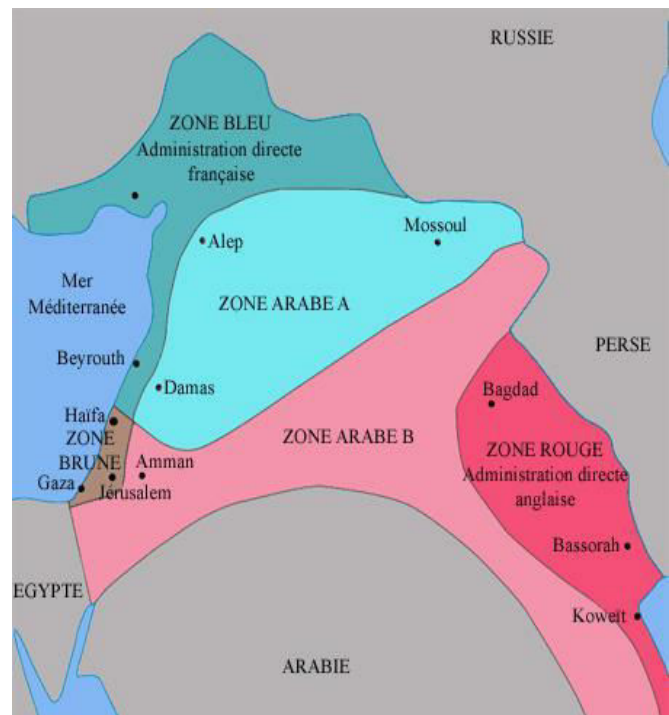 RUSSIE
ZONE BLEU
Administration directe
française
Alep
Mossoul
Mer
Méditerranée
ZONE ARABE A
PERSE
Beyrouth
Damas
Bagdad
Haïfa
ZONE
BRUNE
ZONE ARABE B
ZONE ROUGE
Administration directe
anglaise
Amman
Gaza
Jérusalem
Bassorah
EGYPTE
Koweït
ARABIE